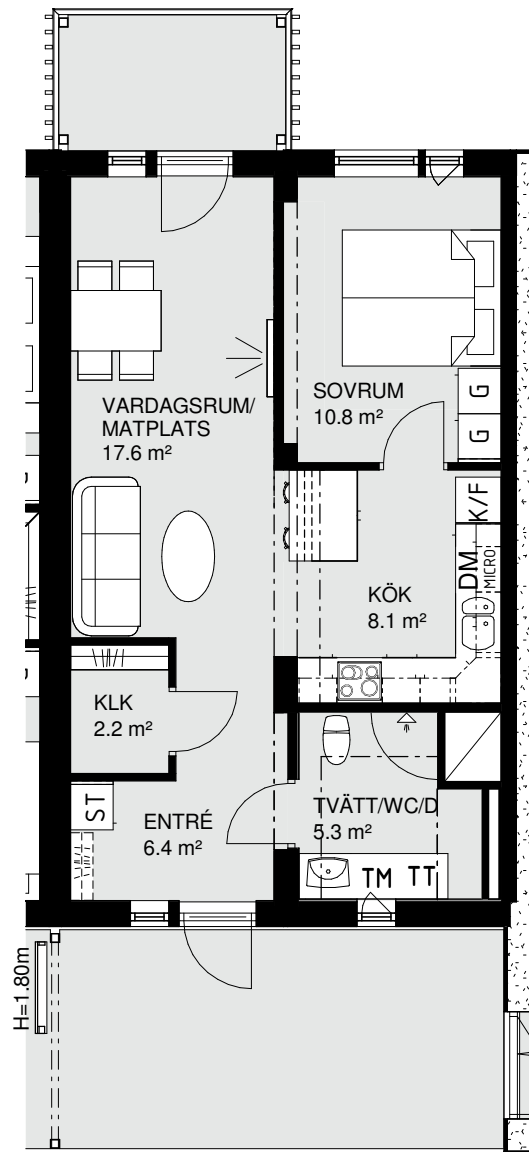 VARDAGSRUM/
MATPLATS
17.6 m²
SOVRUM
10.8 m²
G
G
K/F
DM
MICRO
KÖK
8.1 m²
KLK
2.2 m²
ST
ENTRÉ
6.4 m²
TVÄTT/WC/D
5.3 m²
TM
TT
H=1.80m